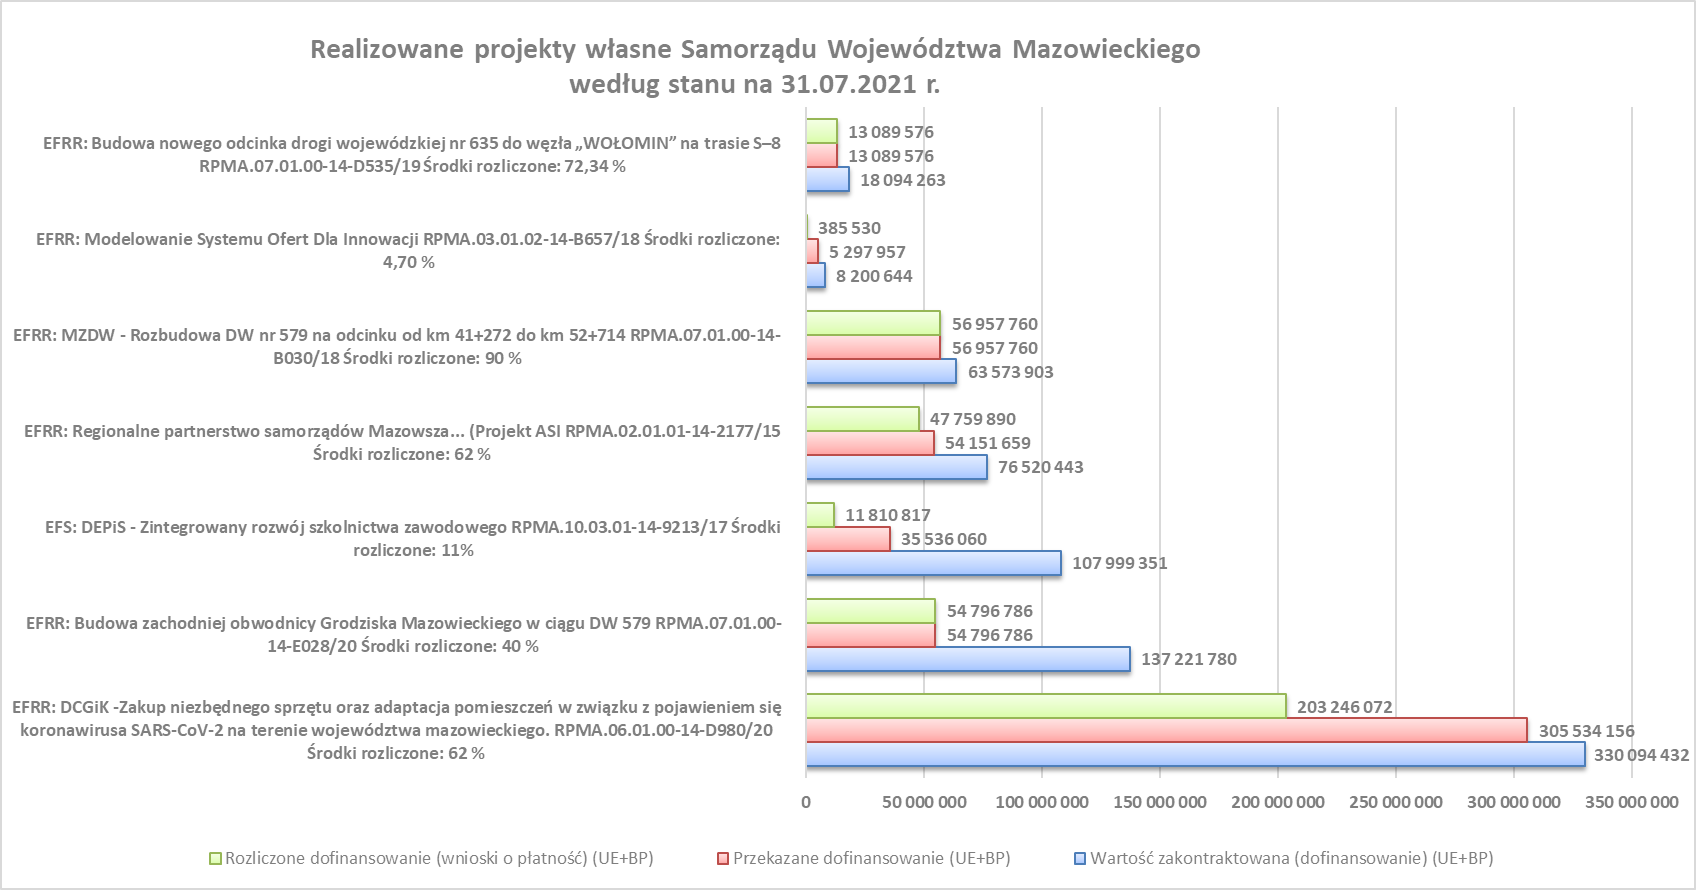 Realizowane projekty własne Samorządu Województwa Mazowieckiego
według stanu na 31.07.2021 r.
EFRR: Budowa nowego odcinka drogi wojewódzkiej nr 635 do węzła „WOŁOMIN” na trasie S–8
RPMA.07.01.00-14-D535/19 Środki rozliczone: 72,34 %
13 089 576
13 089 576
18 094 263
EFRR: Modelowanie Systemu Ofert Dla Innowacji RPMA.03.01.02-14-B657/18 Środki rozliczone:
4,70 %
385 530
5 297 957
8 200 644
EFRR: MZDW - Rozbudowa DW nr 579 na odcinku od km 41+272 do km 52+714 RPMA.07.01.00-14-
B030/18 Środki rozliczone: 90 %
56 957 760
56 957 760
63 573 903
EFRR: Regionalne partnerstwo samorządów Mazowsza... (Projekt ASI RPMA.02.01.01-14-2177/15
Środki rozliczone: 62 %
47 759 890
54 151 659
76 520 443
EFS: DEPiS - Zintegrowany rozwój szkolnictwa zawodowego RPMA.10.03.01-14-9213/17 Środki
rozliczone: 11%
11 810 817
35 536 060
107 999 351
EFRR: Budowa zachodniej obwodnicy Grodziska Mazowieckiego w ciągu DW 579 RPMA.07.01.00-
14-E028/20 Środki rozliczone: 40 %
54 796 786
54 796 786
137 221 780
EFRR: DCGiK -Zakup niezbędnego sprzętu oraz adaptacja pomieszczeń w związku z pojawieniem się
koronawirusa SARS-CoV-2 na terenie województwa mazowieckiego. RPMA.06.01.00-14-D980/20
Środki rozliczone: 62 %
203 246 072
305 534 156
330 094 432
0 50 000 000 100 000 000 150 000 000 200 000 000 250 000 000 300 000 000 350 000 000
Rozliczone dofinansowanie (wnioski o płatność) (UE+BP) Przekazane dofinansowanie (UE+BP) Wartość zakontraktowana (dofinansowanie) (UE+BP)